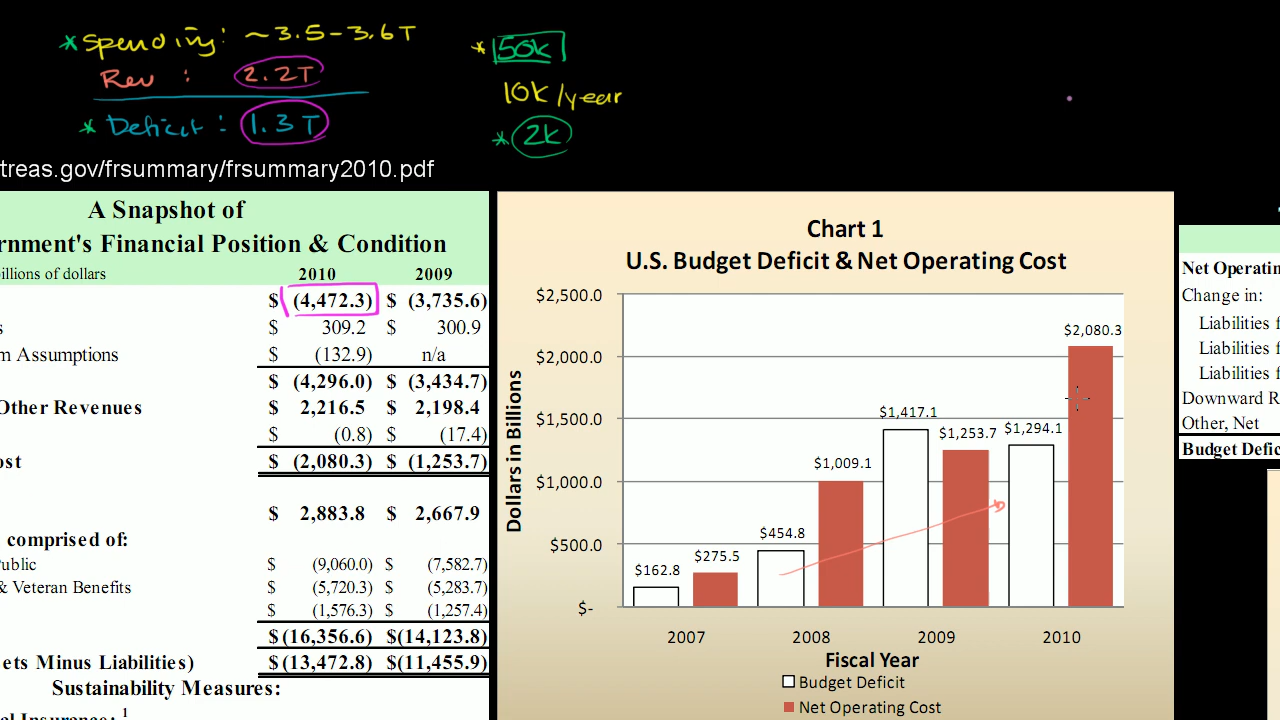 * Spending: ~3.5-3.6T
Rev : 2.2T
* Deficit: 1.3T
* 50k
10k/year
* 2k
treas.gov/frsummary/frsummary2010.pdf
A Snapshot of
rnment's Financial Position & Condition
illions of dollars 2010 2009
$ (4,472.3) $ (3,735.6)
s $ 309.2 $ 300.9
m Assumptions $ (132.9) n/a
$ (4,296.0) $ (3,434.7)
Other Revenues $ 2,216.5 $ 2,198.4
$ (0.8) $ (17.4)
ost $ (2,080.3) $ (1,253.7)
$ 2,883.8 $ 2,667.9
comprised of:
Public $ (9,060.0) $ (7,582.7)
& Veteran Benefits $ (5,720.3) $ (5,283.7)
$ (1,576.3) $ (1,257.4)
$ (16,356.6) $ (14,123.8)
ets Minus Liabilities) $ (13,472.8) $ (11,455.9)
Sustainability Measures:
Chart 1
U.S. Budget Deficit & Net Operating Cost
Dollars in Billions
$2,500.0
$2,000.0
$1,500.0
$1,000.0
$500.0
$-
$162.8 $275.5 $454.8 $1,009.1 $1,417.1 $1,253.7 $1,294.1 $2,080.3
2007 2008 2009 2010
Fiscal Year
Budget Deficit
Net Operating Cost
Net Operatin
Change in:
Liabilities f
Liabilities f
Liabilities f
Downward R
Other, Net
Budget Defic